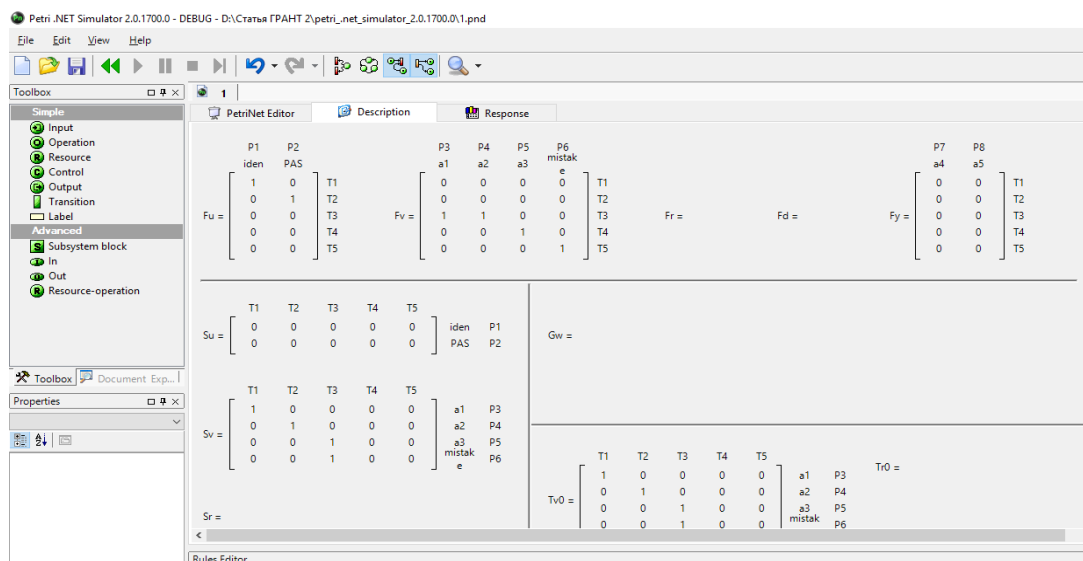 Petri .NET Simulator 2.0.1700.0 - DEBUG - D:\Статья ГРАНТ 2\petri_.net_simulator_2.0.1700.0\1.pnd
File Edit View Help
Toolbox
1
Simple
Input
Operation
Resource
Control
Output
Transition
Label
Advanced
Subsystem block
In
Out
Resource-operation
Toolbox Document Exp...
Properties
PetriNet Editor Description Response
P1 P2 P3 P4 P5 P6 P7 P8
iden PAS a1 a2 a3 mistak a4 a5
e
1 0 T1 0 0 0 0 T1 0 0 T1
0 1 T2 0 0 0 0 T2 0 0 T2
Fu = 0 0 T3 Fv = 1 1 0 0 T3 Fr = Fd = Fy = 0 0 T3
0 0 T4 0 0 1 0 T4 0 0 T4
0 0 T5 0 0 0 1 T5 0 0 T5
T1 T2 T3 T4 T5
0 0 0 0 0 iden P1
Su = Gw =
0 0 0 0 0 PAS P2
T1 T2 T3 T4 T5
1 0 0 0 0 a1 P3
0 1 0 0 0 a2 P4
Sv =
0 0 1 0 0 a3 P5
0 0 1 0 0 mistak P6
e
Sr =
T1 T2 T3 T4 T5
1 0 0 0 0 a1 P3 Tr0 =
0 1 0 0 0 a2 P4
Tv0 =
0 0 1 0 0 a3 P5
0 0 1 0 0 mistak P6
Rules Editor